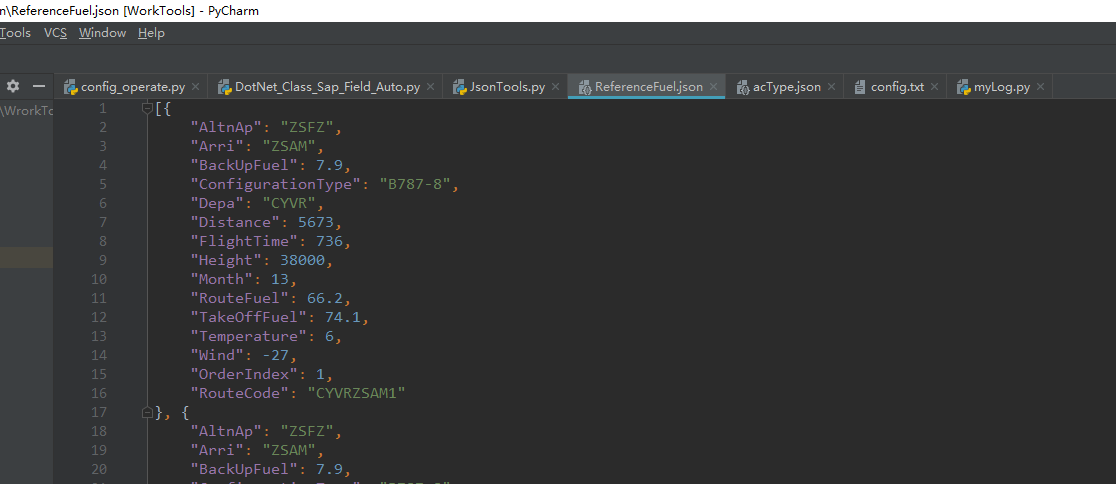 n\ReferenceFuel.json [WorkTools] - PyCharm
Tools VCS Window Help
config_operate.py DotNet_Class_Sap_Field_Auto.py JsonTools.py ReferenceFuel.json acType.json config.txt myLog.py
\WrorkTo
1 [{
2 "AltnAp": "ZSFZ",
3 "Arri": "ZSAM",
4 "BackUpFuel": 7.9,
5 "ConfigurationType": "B787-8",
6 "Depa": "CYVR",
7 "Distance": 5673,
8 "FlightTime": 736,
9 "Height": 38000,
10 "Month": 13,
11 "RouteFuel": 66.2,
12 "TakeOffFuel": 74.1,
13 "Temperature": 6,
14 "Wind": -27,
15 "OrderIndex": 1,
16 "RouteCode": "CYVRZSAM1"
17 }, {
18 "AltnAp": "ZSFZ",
19 "Arri": "ZSAM",
20 "BackUpFuel": 7.9,